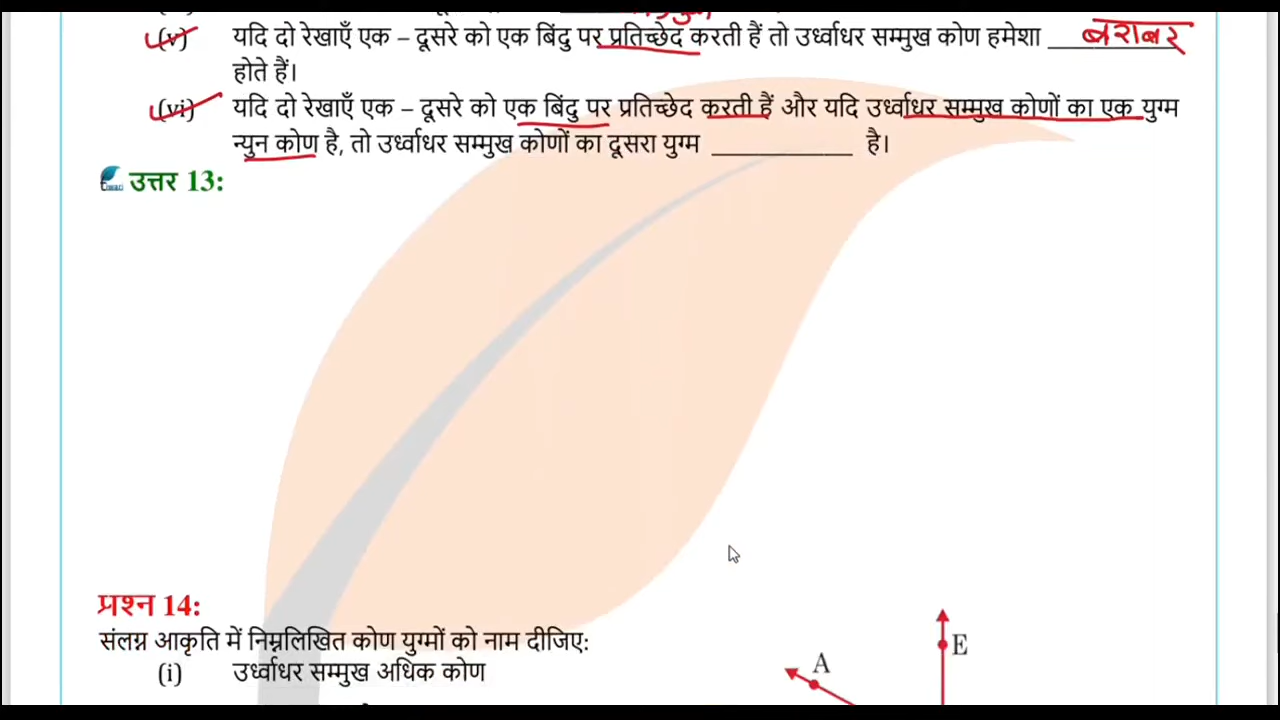 (v) यदि दो रेखाएँ एक – दूसरे को एक बिंदु पर प्रतिच्छेद करती हैं तो उर्ध्वाधर सम्मुख कोण हमेशा बराबर
होते हैं।
(vi) यदि दो रेखाएँ एक – दूसरे को एक बिंदु पर प्रतिच्छेद करती हैं और यदि उर्ध्वाधर सम्मुख कोणों का एक युग्म
न्युन कोण है, तो उर्ध्वाधर सम्मुख कोणों का दूसरा युग्म ____________ है।
उत्तर 13:
प्रश्न 14:
संलग्न आकृति में निम्नलिखित कोण युग्मों को नाम दीजिए:
(i) उर्ध्वाधर सम्मुख अधिक कोण
E
A